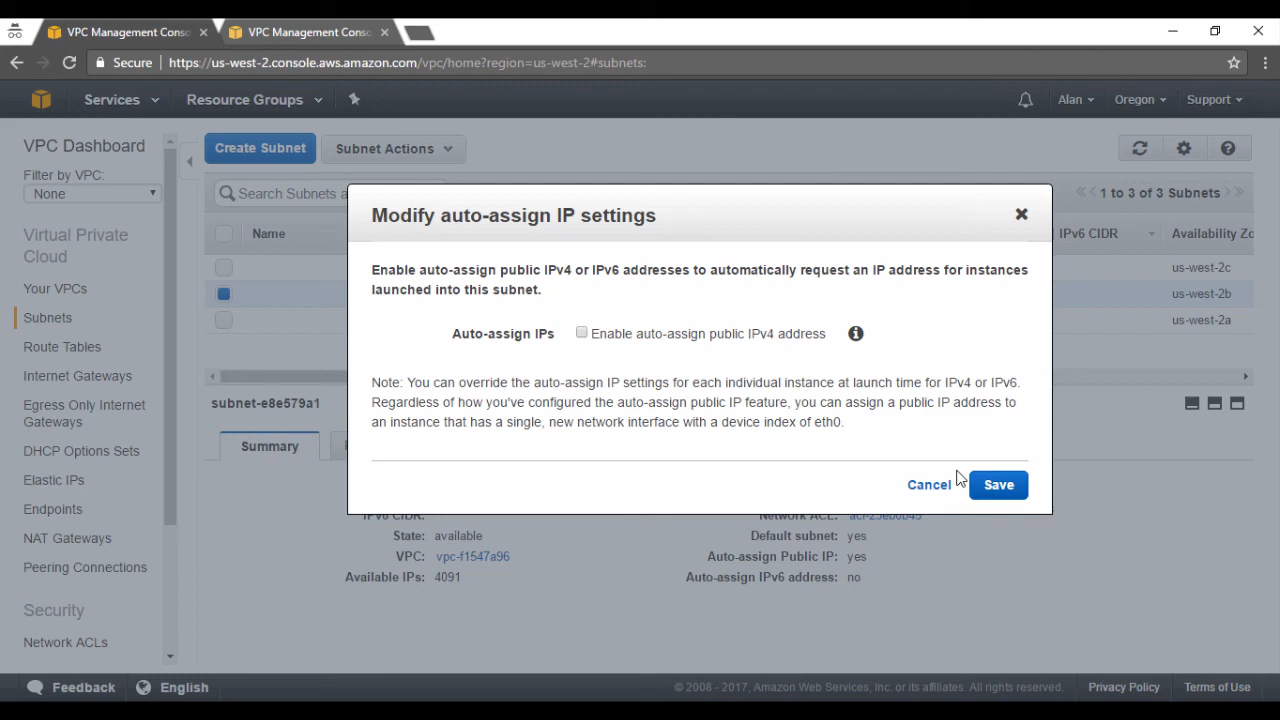 VPC Management Conso
VPC Management Conso
Secure
https://us-west-2.console.aws.amazon.com/vpc/home?region=us-west-2#subnets:
Services
Resource Groups
Alan
Oregon
Support
VPC Dashboard
Filter by VPC:
None
Virtual Private
Cloud
Your VPCs
Subnets
Route Tables
Internet Gateways
Egress Only Internet
Gateways
DHCP Options Sets
Elastic IPs
Endpoints
NAT Gateways
Peering Connections
Security
Network ACLs
Create Subnet
Subnet Actions
Search Subnets a
1 to 3 of 3 Subnets
Name
IPv6 CIDR
Availability Zo
us-west-2c
us-west-2b
us-west-2a
Modify auto-assign IP settings
Enable auto-assign public IPv4 or IPv6 addresses to automatically request an IP address for instances
launched into this subnet.
Auto-assign IPs
Enable auto-assign public IPv4 address
Note: You can override the auto-assign IP settings for each individual instance at launch time for IPv4 or IPv6.
Regardless of how you've configured the auto-assign public IP feature, you can assign a public IP address to
an instance that has a single, new network interface with a device index of eth0.
Cancel
Save
subnet-e8e579a1
Summary
IPv6 CIDR:
State: available
VPC: vpc-f1547a96
Available IPs: 4091
Network ACL:
Default subnet: yes
Auto-assign Public IP: yes
Auto-assign IPv6 address: no
Feedback
English
© 2008 - 2017, Amazon Web Services, Inc. or its affiliates. All rights reserved.
Privacy Policy
Terms of Use